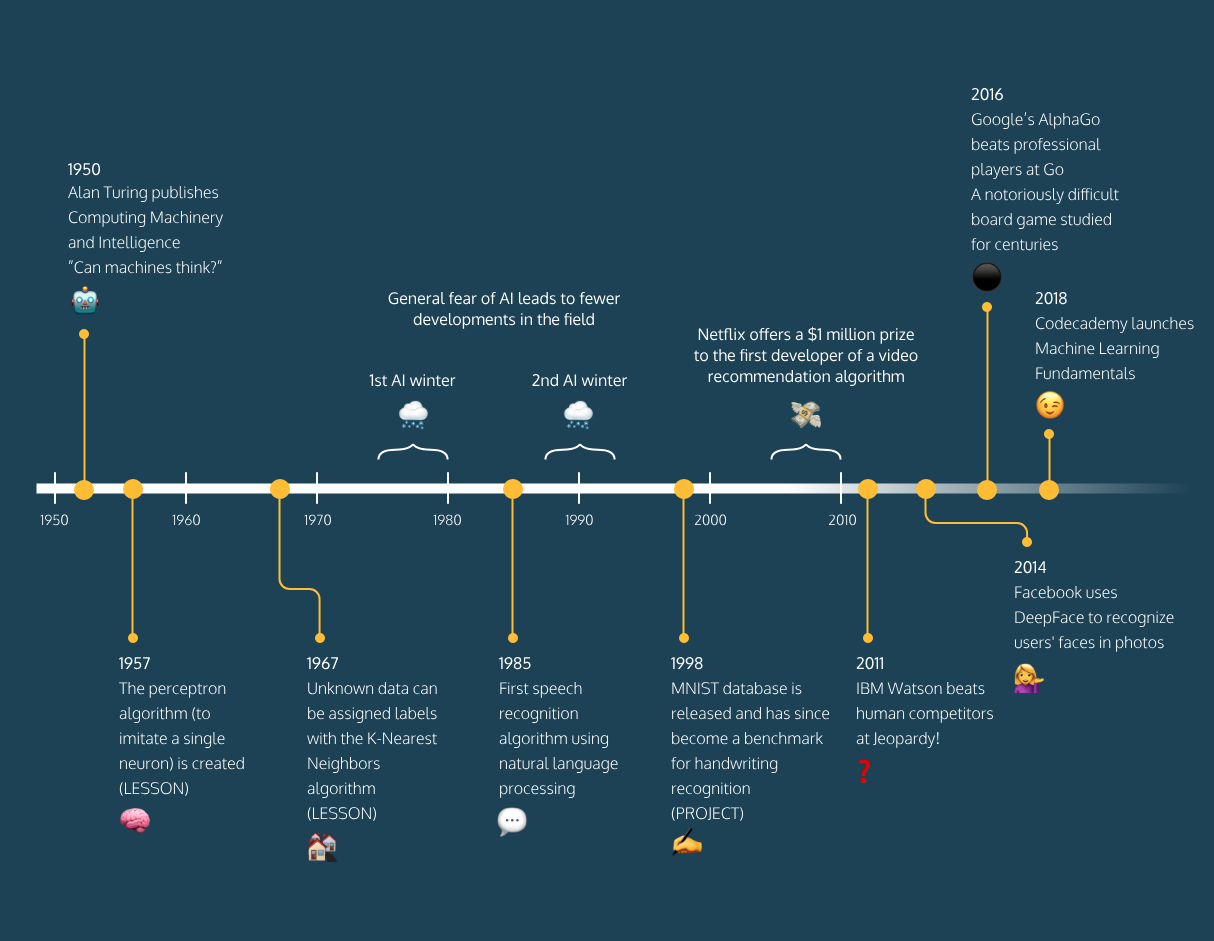 2016
Google's AlphaGo
beats professional
players at Go
A notoriously difficult
board game studied
for centuries
1950
Alan Turing publishes
Computing Machinery
and Intelligence
"Can machines think?"
General fear of AI leads to fewer
developments in the field
2018
Codecademy launches
Machine Learning
Fundamentals
Netflix offers a $1 million prize
to the first developer of a video
recommendation algorithm
1st AI winter
2nd AI winter
1950
1960
1970
1980
1990
2000
2010
2014
Facebook uses
DeepFace to recognize
users' faces in photos
1957
The perceptron
algorithm (to
imitate a single
neuron) is created
(LESSON)
1967
Unknown data can
be assigned labels
with the K-Nearest
Neighbors
algorithm
(LESSON)
1985
First speech
recognition
algorithm using
natural language
processing
1998
MNIST database is
released and has since
become a benchmark
for handwriting
recognition
(PROJECT)
2011
IBM Watson beats
human competitors
at Jeopardy!